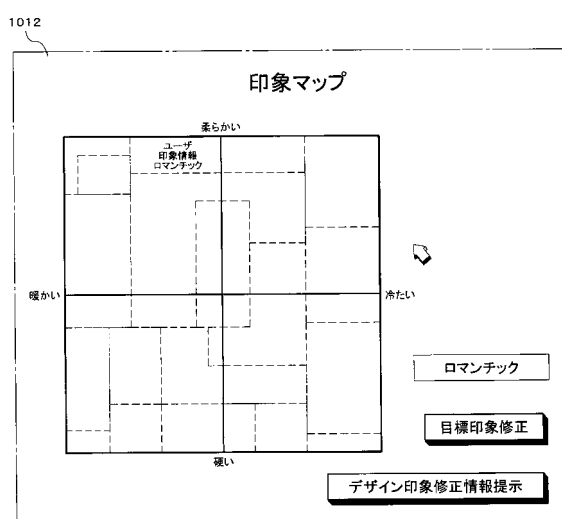 1012
印象マップ
柔らかい
ユーザ
印象情報
ロマンチック
暖かい
冷たい
ロマンチック
目標印象修正
硬い
デザイン印象修正情報提示